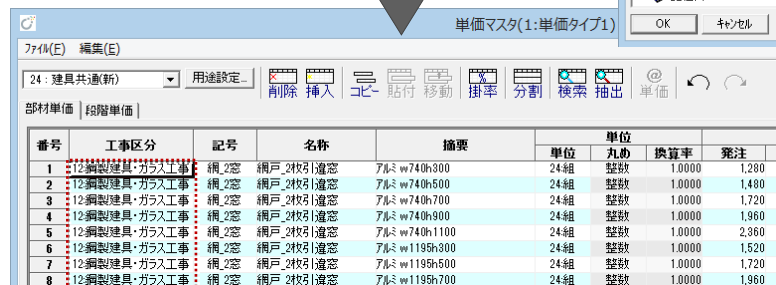 OK ｷｬﾝｾﾙ
単価マスタ(1:単価タイプ1)
ﾌｧｲﾙ(F) 編集(E)
24 : 建具共通(新) 用途設定... 削除 挿入 コピー 貼付 移動 掛率 分割 検索 抽出 単価
部材単価 段階単価
番号 工事区分 記号 名称 摘要 単位
単位 丸め 換算率 発注
1 12:鋼製建具・ガラス工事 網_2窓 網戸_2枚引違窓 ｱﾙﾐ w740h300 24:組 整数 1.0000 1,280
2 12:鋼製建具・ガラス工事 網_2窓 網戸_2枚引違窓 ｱﾙﾐ w740h500 24:組 整数 1.0000 1,480
3 12:鋼製建具・ガラス工事 網_2窓 網戸_2枚引違窓 ｱﾙﾐ w740h700 24:組 整数 1.0000 1,720
4 12:鋼製建具・ガラス工事 網_2窓 網戸_2枚引違窓 ｱﾙﾐ w740h900 24:組 整数 1.0000 1,960
5 12:鋼製建具・ガラス工事 網_2窓 網戸_2枚引違窓 ｱﾙﾐ w740h1100 24:組 整数 1.0000 2,360
6 12:鋼製建具・ガラス工事 網_2窓 網戸_2枚引違窓 ｱﾙﾐ w1195h300 24:組 整数 1.0000 1,520
7 12:鋼製建具・ガラス工事 網_2窓 網戸_2枚引違窓 ｱﾙﾐ w1195h500 24:組 整数 1.0000 1,720
8 12:鋼製建具・ガラス工事 網_2窓 網戸_2枚引違窓 ｱﾙﾐ w1195h700 24:組 整数 1.0000 1,960